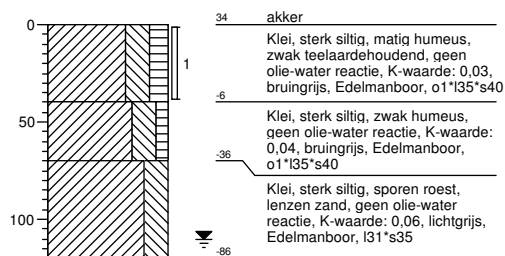 0
50
100
1
34 akker
Klei, sterk siltig, matig humeus,
zwak teelaardehoudend, geen
olie-water reactie, K-waarde: 0,03,
bruingrijs, Edelmanboor, o1*l35*s40
-6
Klei, sterk siltig, zwak humeus,
geen olie-water reactie, K-waarde:
0,04, bruingrijs, Edelmanboor,
o1*l35*s40
-36
Klei, sterk siltig, sporen roest,
lenzen zand, geen olie-water
reactie, K-waarde: 0,06, lichtgrijs,
Edelmanboor, l31*s35
-86